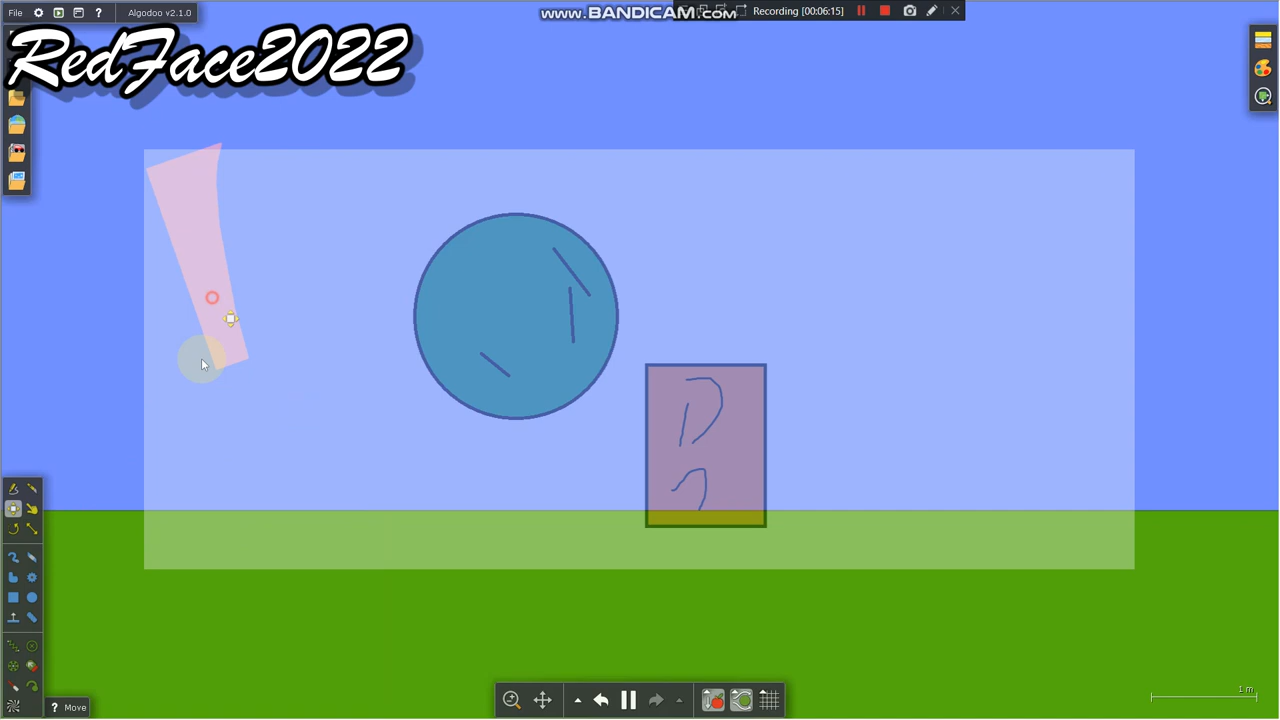 File ? Algodoo v2.1.0
www.BANDICAM.com Recording [00:06:15]
RedFace2022
D
? Move
1 m